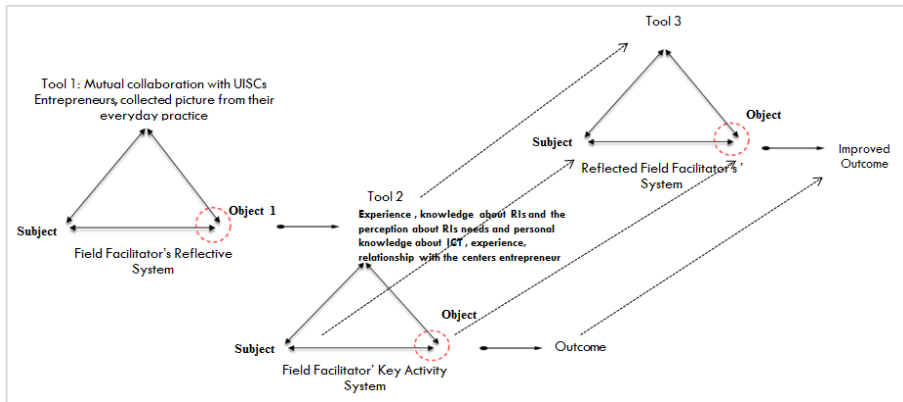 Tool 3
Tool 1: Mutual collaboration with UISCs
Entrepreneurs, collected picture from their
everyday practice
Object
Subject
Improved
Outcome
Reflected Field Facilitator's '
System
Tool 2
Object 1
Experience , knowledge about RIs and the
perception about RIs needs and personal
knowledge about ICT , experience,
relationship with the centers entrepreneur
Subject
Field Facilitator's Reflective
System
Object
Subject
Outcome
Field Facilitator' Key Activity
System